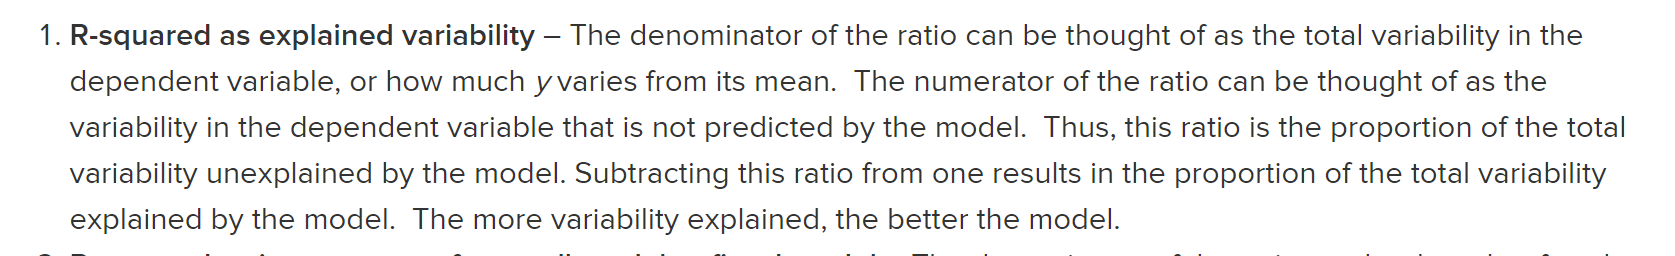 1. R-squared as explained variability – The denominator of the ratio can be thought of as the total variability in the
dependent variable, or how much y varies from its mean.  The numerator of the ratio can be thought of as the
variability in the dependent variable that is not predicted by the model.  Thus, this ratio is the proportion of the total
variability unexplained by the model. Subtracting this ratio from one results in the proportion of the total variability
explained by the model.  The more variability explained, the better the model.